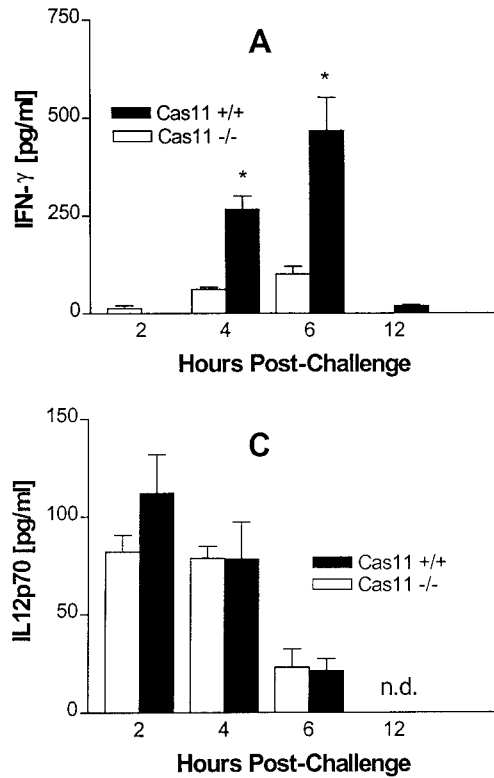 A
IFN-γ [pg/ml]
750
500
250
0
Cas11 +/+
Cas11 -/-
*
*
2 4 6 12
Hours Post-Challenge
C
IL12p70 [pg/ml]
150
100
50
0
Cas11 +/+
Cas11 -/-
n.d.
2 4 6 12
Hours Post-Challenge